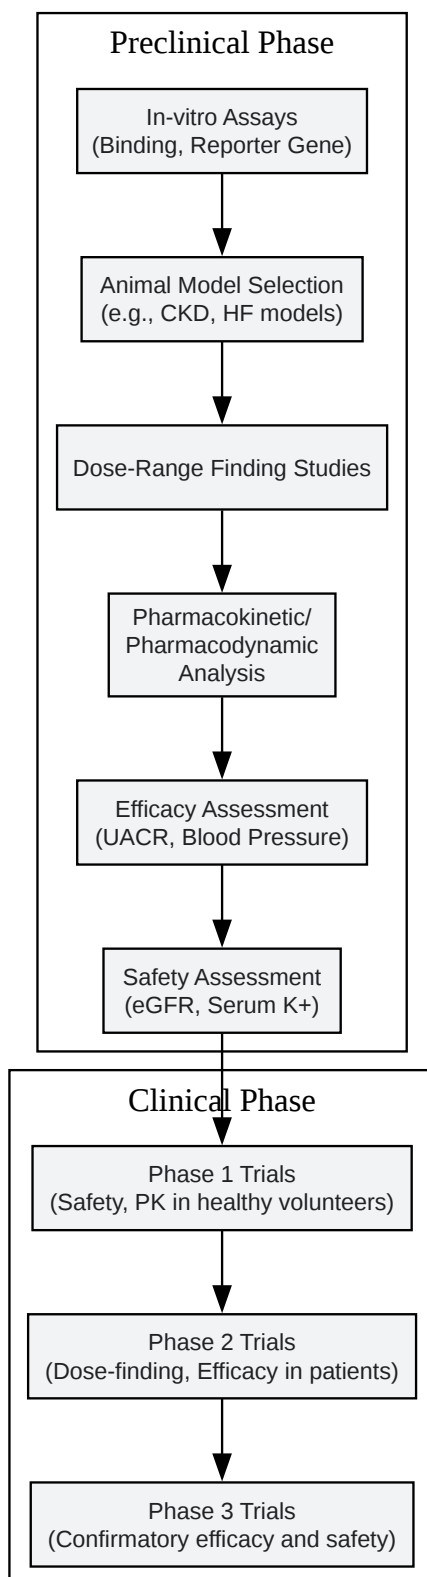 Preclinical Phase
In-vitro Assays
(Binding, Reporter Gene)
Animal Model Selection
(e.g., CKD, HF models)
Dose-Range Finding Studies
Pharmacokinetic/
Pharmacodynamic
Analysis
Efficacy Assessment
(UACR, Blood Pressure)
Safety Assessment
(eGFR, Serum K+)
Clinical Phase
Phase 1 Trials
(Safety, PK in healthy volunteers)
Phase 2 Trials
(Dose-finding, Efficacy in patients)
Phase 3 Trials
(Confirmatory efficacy and safety)